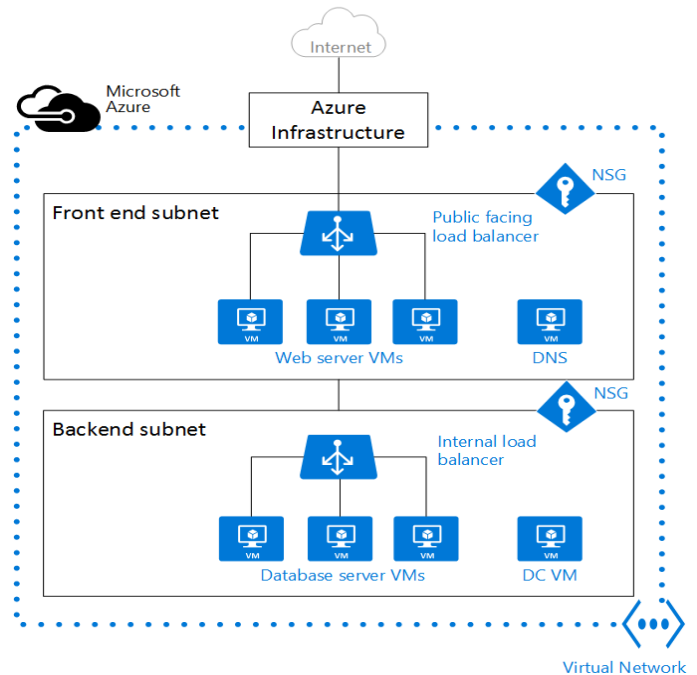 Internet
Microsoft
Azure
Azure
Infrastructure
NSG
Front end subnet
Public facing
load balancer
VM
VM
VM
VM
Web server VMs
DNS
NSG
Backend subnet
Internal load
balancer
VM
VM
VM
VM
Database server VMs
DC VM
Virtual Network